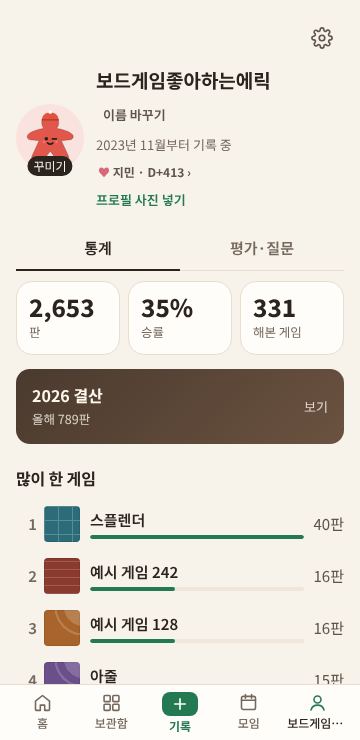 보드게임좋아하는에릭
이름 바꾸기
2023년 11월부터 기록 중
♥ 지민 · D+413 ›
꾸미기
프로필 사진 넣기
통계
평가·질문
2,653
판
35%
승률
331
해본 게임
2026 결산
올해 789판
보기
많이 한 게임
1 스플렌더 40판
2 예시 게임 242 16판
3 예시 게임 128 16판
4 아줄 15판
홈
보관함
기록
모임
보드게임…